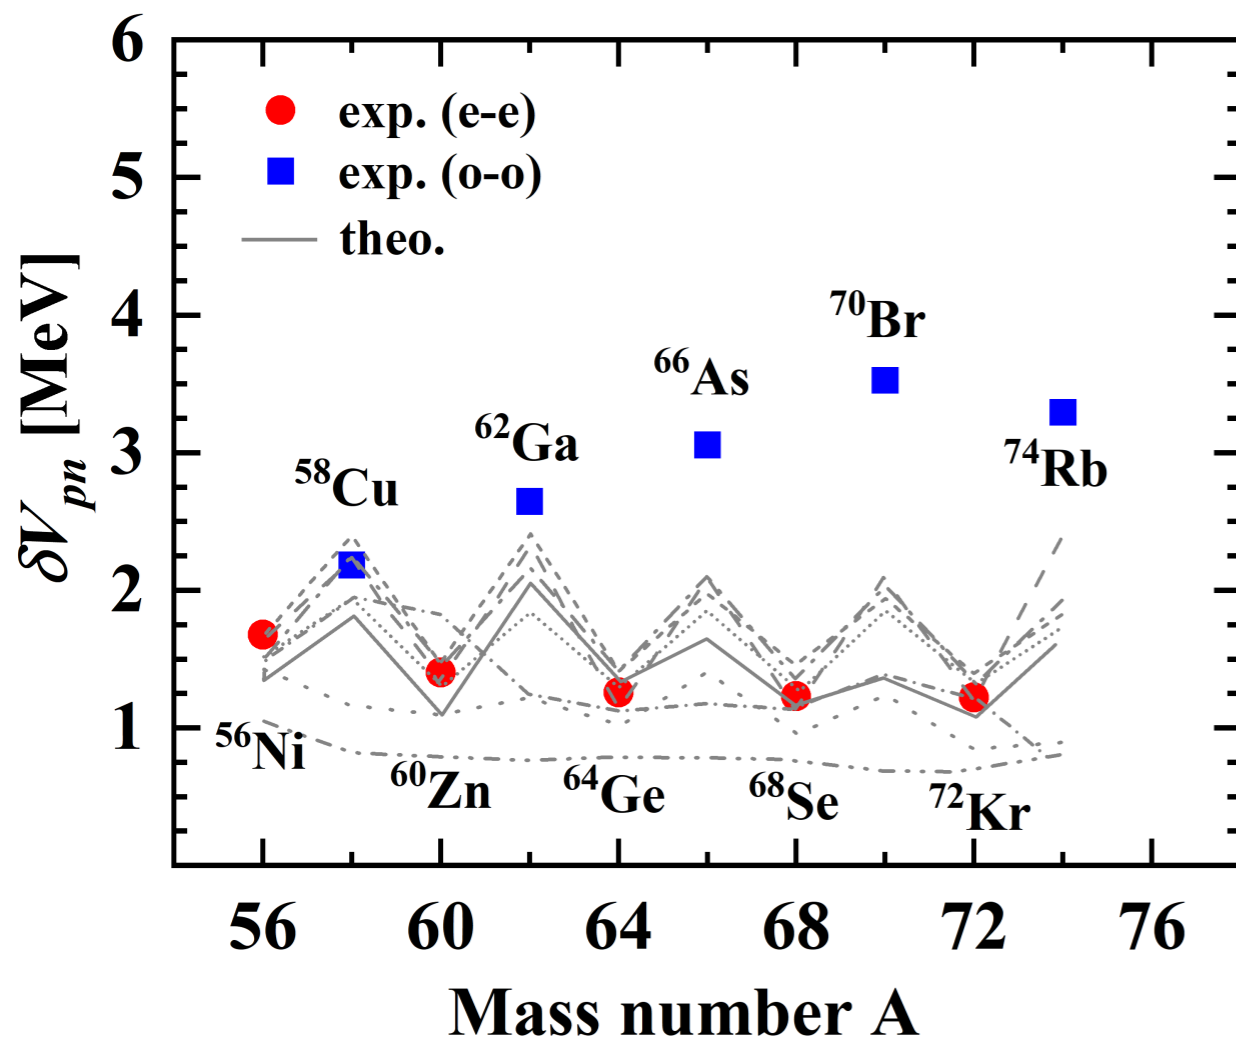 6
5
4
3
2
1
δVpn [MeV]
exp. (e-e)
exp. (o-o)
theo.
⁷⁰Br
⁶⁶As
⁶²Ga
⁷⁴Rb
⁵⁸Cu
⁵⁶Ni
⁶⁰Zn
⁶⁴Ge
⁶⁸Se
⁷²Kr
56 60 64 68 72 76
Mass number A